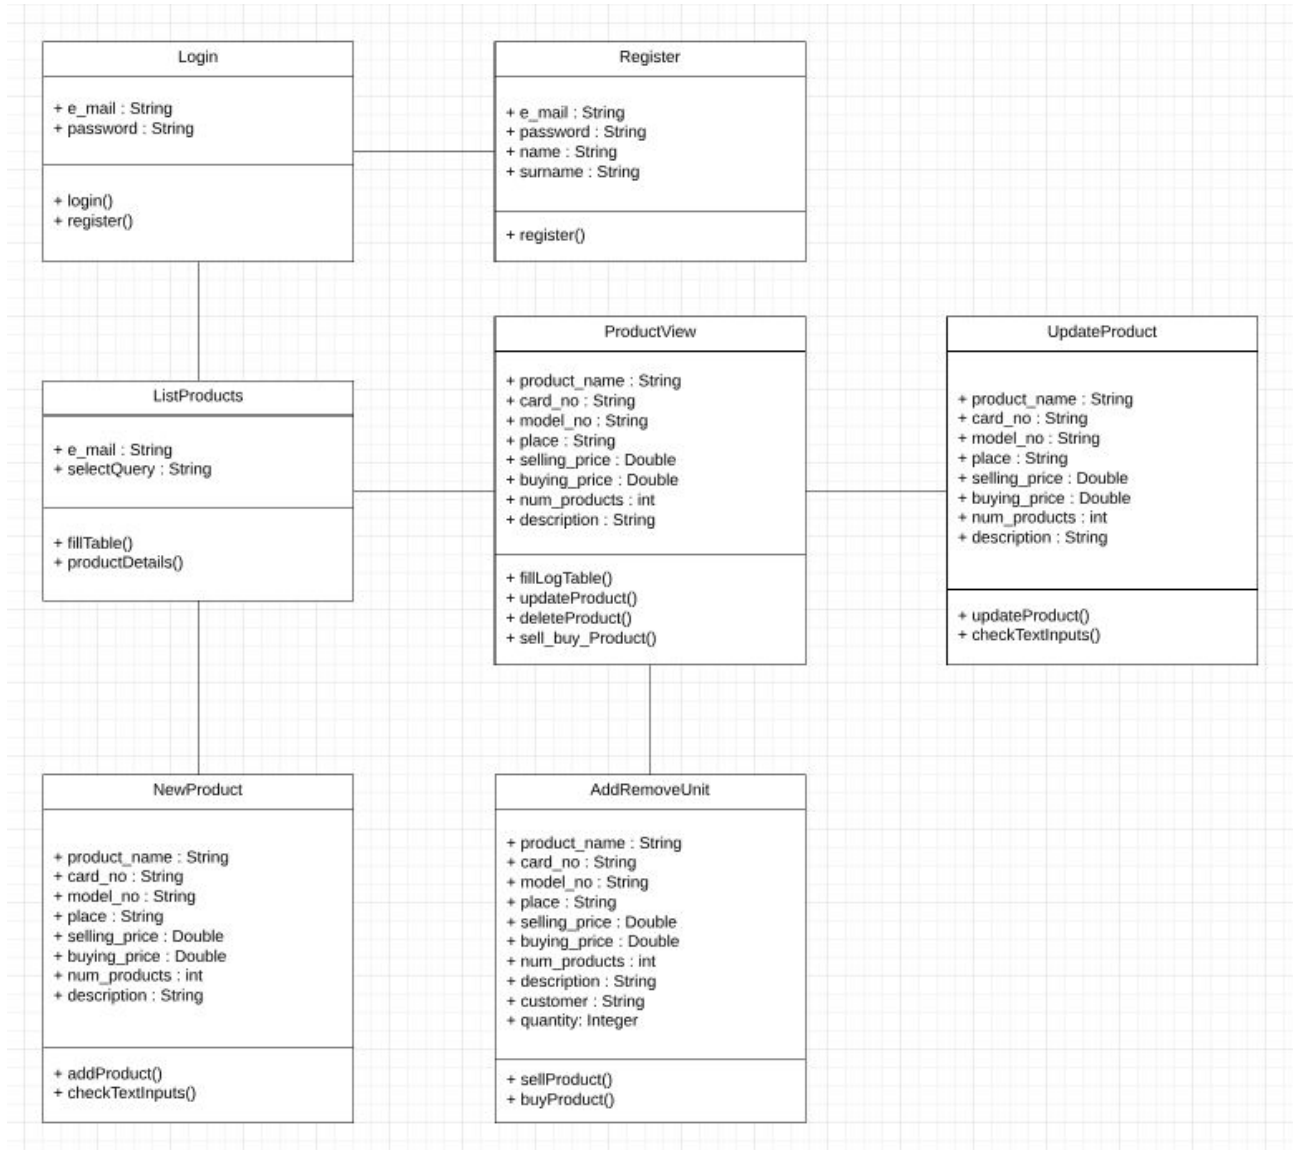 Login
+ e_mail : String
+ password : String
+ login()
+ register()
Register
+ e_mail : String
+ password : String
+ name : String
+ surname : String
+ register()
ListProducts
+ e_mail : String
+ selectQuery : String
+ fillTable()
+ productDetails()
ProductView
+ product_name : String
+ card_no : String
+ model_no : String
+ place : String
+ selling_price : Double
+ buying_price : Double
+ num_products : int
+ description : String
+ fillLogTable()
+ updateProduct()
+ deleteProduct()
+ sell_buy_Product()
UpdateProduct
+ product_name : String
+ card_no : String
+ model_no : String
+ place : String
+ selling_price : Double
+ buying_price : Double
+ num_products : int
+ description : String
+ updateProduct()
+ checkTextInputs()
NewProduct
+ product_name : String
+ card_no : String
+ model_no : String
+ place : String
+ selling_price : Double
+ buying_price : Double
+ num_products : int
+ description : String
+ addProduct()
+ checkTextInputs()
AddRemoveUnit
+ product_name : String
+ card_no : String
+ model_no : String
+ place : String
+ selling_price : Double
+ buying_price : Double
+ num_products : int
+ description : String
+ customer : String
+ quantity: Integer
+ sellProduct()
+ buyProduct()